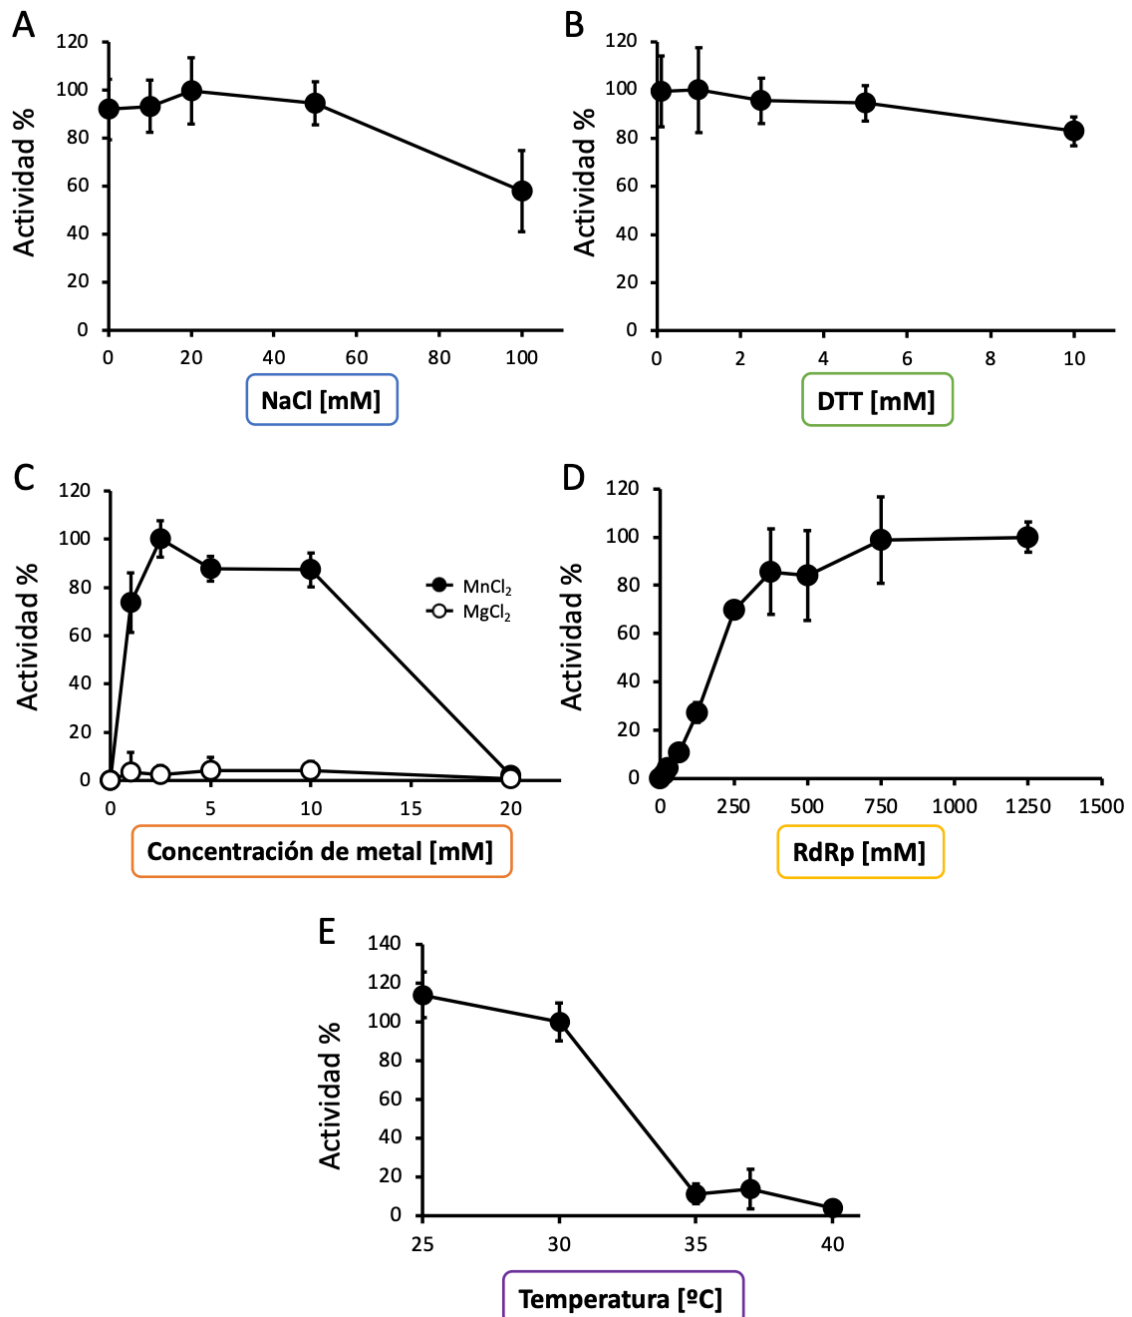 A
120
100
80
60
40
20
0
Actividad %
0 20 40 60 80 100
NaCl [mM]
B
120
100
80
60
40
20
0
Actividad %
0 2 4 6 8 10
DTT [mM]
C
120
100
80
60
40
20
0
Actividad %
MnCl₂
MgCl₂
0 5 10 15 20
Concentración de metal [mM]
D
120
100
80
60
40
20
0
Actividad %
0 250 500 750 1000 1250 1500
RdRp [mM]
E
140
120
100
80
60
40
20
0
Actividad %
25 30 35 40
Temperatura [ºC]